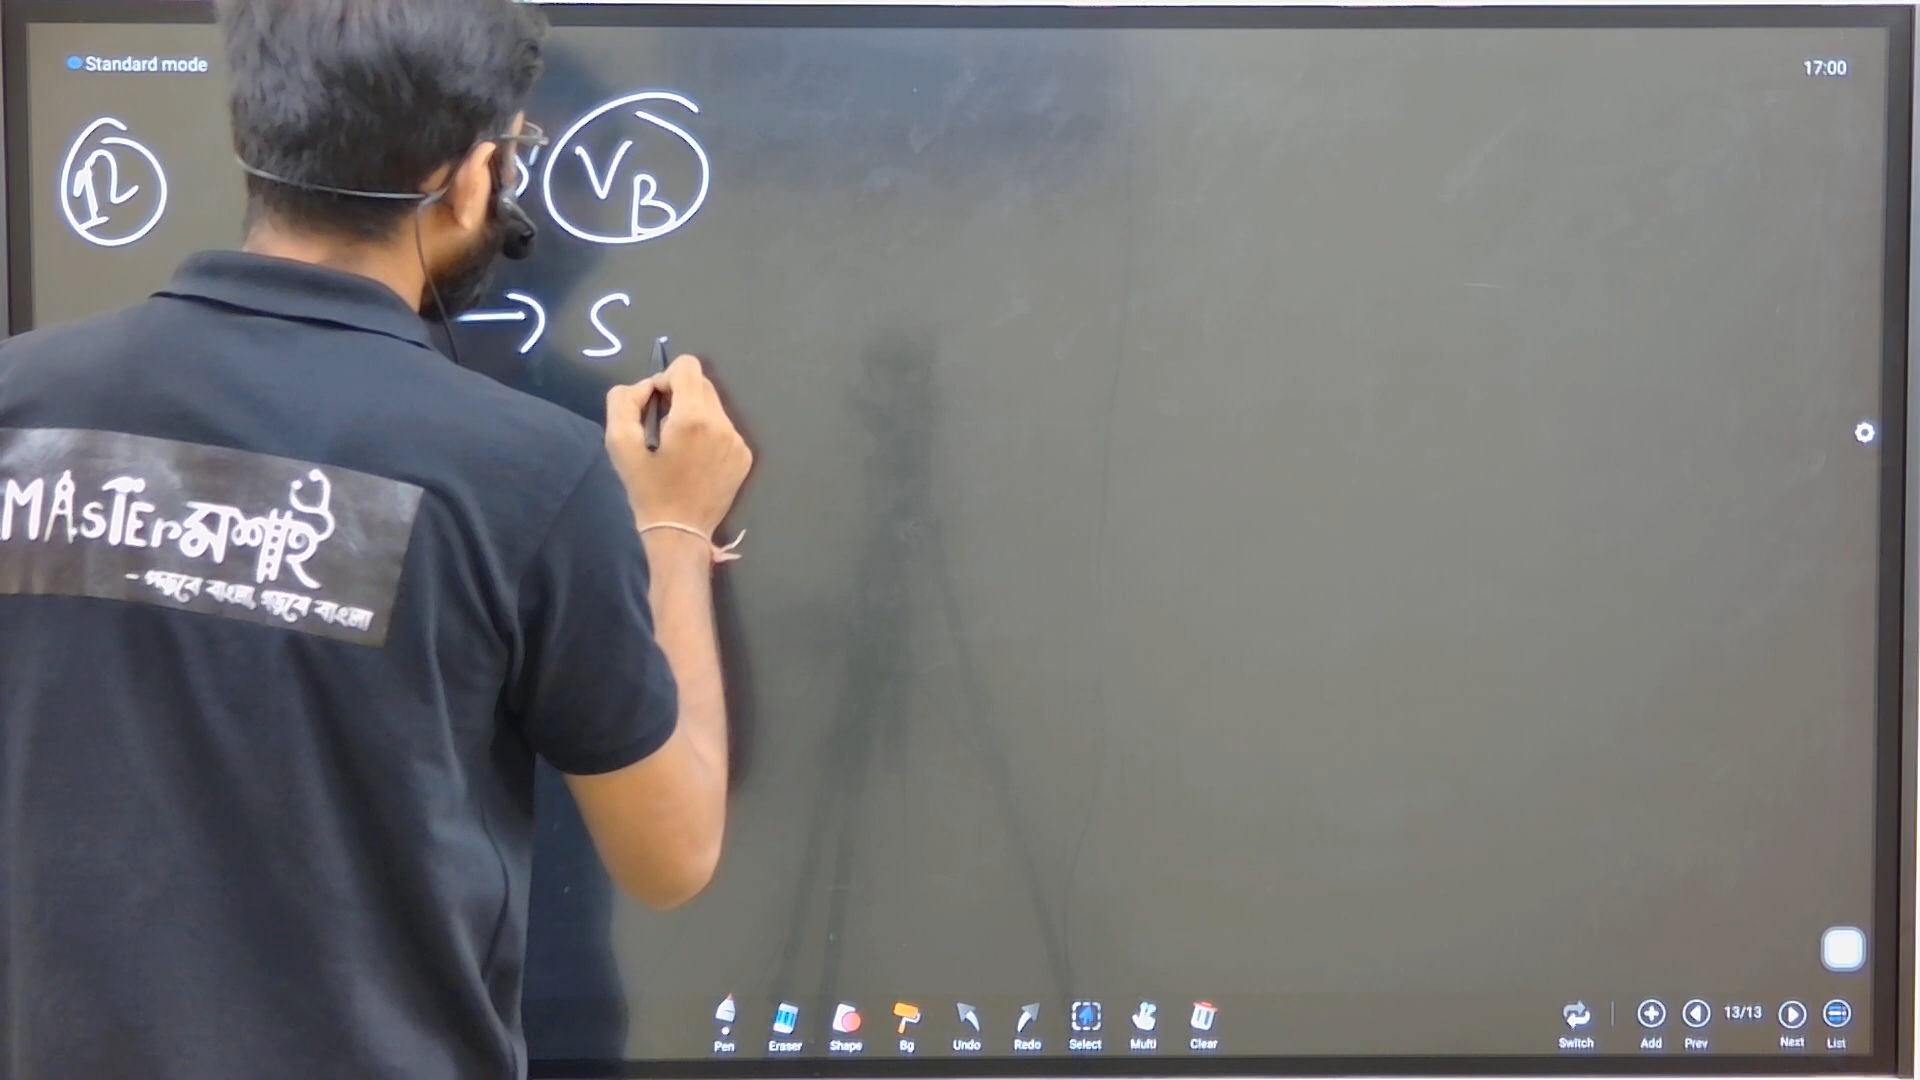 Standard mode
17:00
12
VB
→ S
MASTErমশাই
- পড়বে বাংলা, গড়বে বাংলা
Pen Eraser Shape Bg Undo Redo Select Multi Clear Switch Add Prev 13/13 Next List